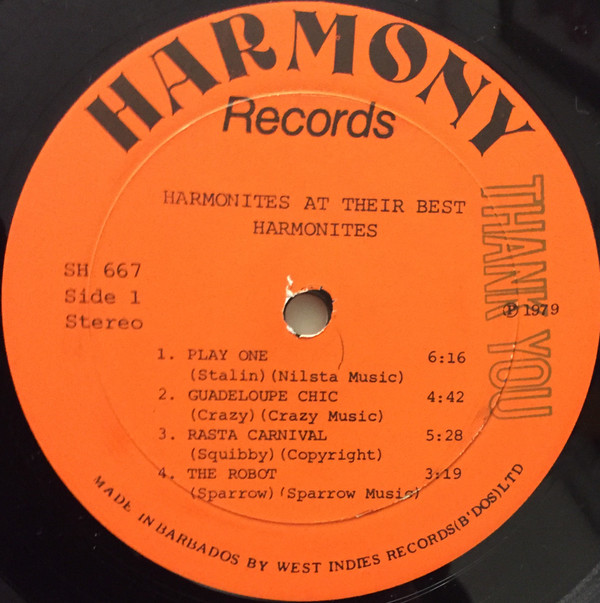 HARMONY
Records
HARMONITES AT THEIR BEST
HARMONITES
THANK YOU
SH 667
Side 1
Stereo
℗ 1979
1. PLAY ONE 6:16
(Stalin)(Nilsta Music)
2. GUADELOUPE CHIC 4:42
(Crazy)(Crazy Music)
3. RASTA CARNIVAL 5:28
(Squibby)(Copyright)
4. THE ROBOT 3:19
(Sparrow)(Sparrow Music)
MADE IN BARBADOS BY WEST INDIES RECORDS(B'DOS)LTD